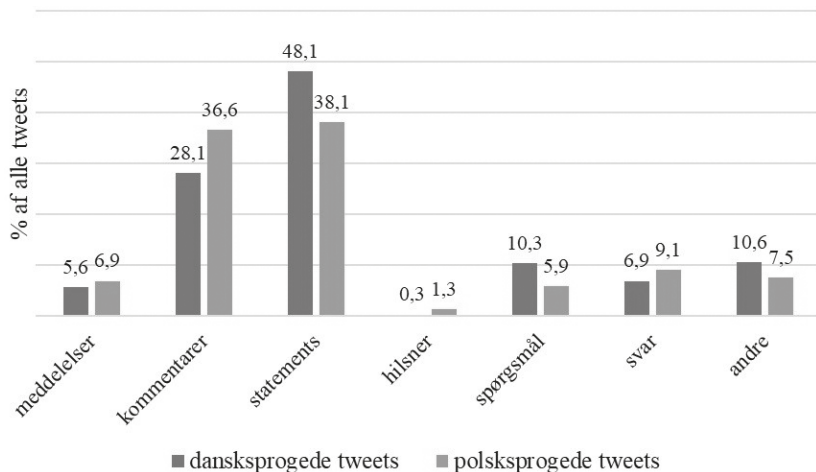 % af alle tweets
5,6 6,9
28,1 36,6
48,1 38,1
0,3 1,3
10,3 5,9
6,9 9,1
10,6 7,5
meddelelser
kommentarer
statements
hilsner
spørgsmål
svar
andre
dansksprogede tweets polsksprogede tweets